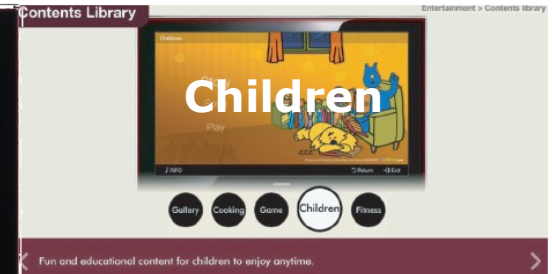 Contents Library
Entertainment > Contents library
Children
Story
Children
Play
INFO
Return
Exit
Gallery
Cooking
Game
Children
Fitness
Fun and educational content for children to enjoy anytime.